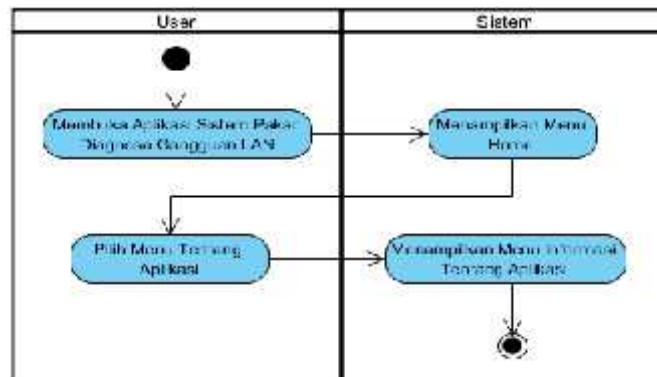 User
Sistem
Membuka Aplikasi Sistem Pakar
Diagnosa Gangguan LAN
Menampilkan Menu
Home
Pilih Menu Tentang
Aplikasi
Menampilkan Menu Informasi
Tentang Aplikasi